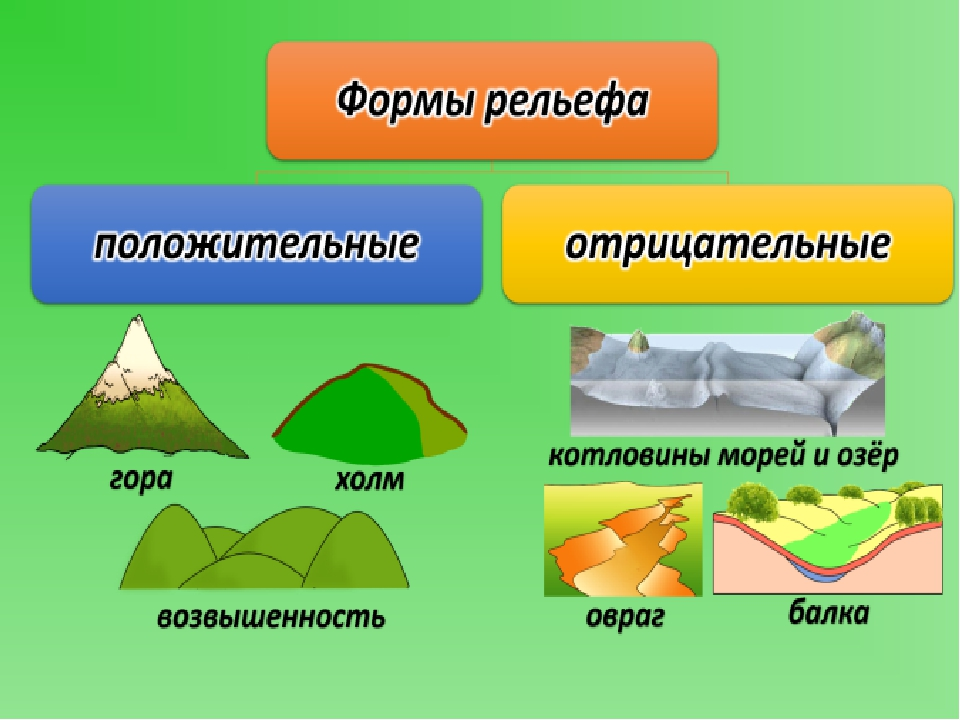 Формы рельефа
положительные
отрицательные
гора
холм
возвышенность
котловины морей и озёр
овраг
балка